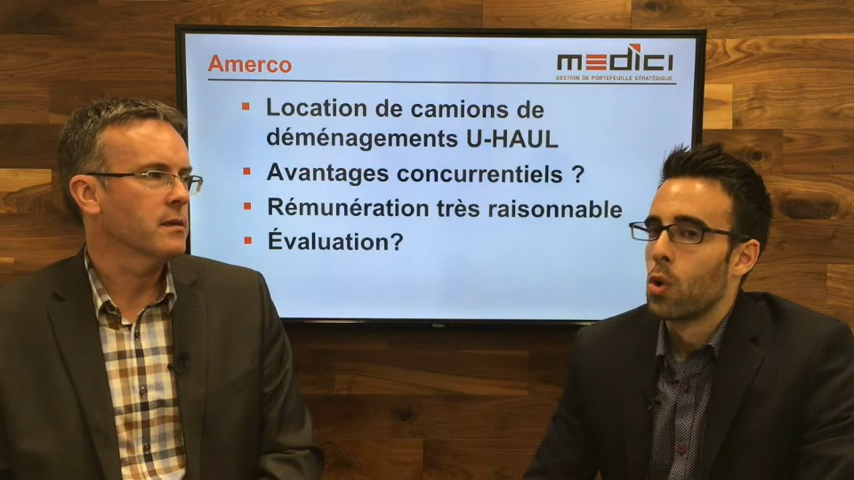 Amerco
MEDICI
GESTION DE PORTEFEUILLE STRATÉGIQUE
Location de camions de
déménagements U-HAUL
Avantages concurrentiels ?
Rémunération très raisonnable
Évaluation?